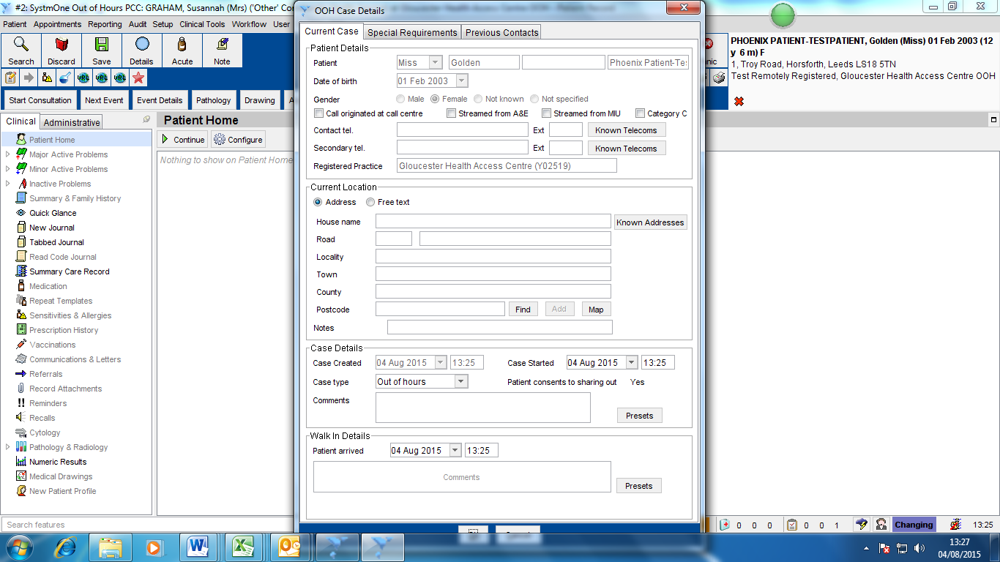 #2: SystmOne Out of Hours PCC: GRAHAM, Susannah (Mrs) ('Other' Co
OOH Case Details
Patient Appointments Reporting Audit Setup Clinical Tools Workflow User
Search Discard Save Details Acute Note
Start Consultation Next Event Event Details Pathology Drawing
PHOENIX PATIENT-TESTPATIENT, Golden (Miss) 01 Feb 2003 (12
y 6 m) F
1, Troy Road, Horsforth, Leeds LS18 5TN
Test Remotely Registered, Gloucester Health Access Centre OOH
Clinical Administrative
Patient Home
Continue Configure
Nothing to show on Patient Home
Patient Home
Major Active Problems
Minor Active Problems
Inactive Problems
Summary & Family History
Quick Glance
New Journal
Tabbed Journal
Read Code Journal
Summary Care Record
Medication
Repeat Templates
Sensitivities & Allergies
Prescription History
Vaccinations
Communications & Letters
Referrals
Record Attachments
Reminders
Recalls
Cytology
Pathology & Radiology
Numeric Results
Medical Drawings
New Patient Profile
Search features
Current Case Special Requirements Previous Contacts
Patient Details
Patient Miss Golden Phoenix Patient-Te
Date of birth 01 Feb 2003
Gender Male Female Not known Not specified
Call originated at call centre Streamed from A&E Streamed from MIU Category C
Contact tel. Ext Known Telecoms
Secondary tel. Ext Known Telecoms
Registered Practice Gloucester Health Access Centre (Y02519)
Current Location
Address Free text
House name Known Addresses
Road
Locality
Town
County
Postcode Find Add Map
Notes
Case Details
Case Created 04 Aug 2015 13:25 Case Started 04 Aug 2015 13:25
Case type Out of hours Patient consents to sharing out Yes
Comments
Presets
Walk In Details
Patient arrived 04 Aug 2015 13:25
Comments
Presets
0 0 0 0 0 1 Changing 13:25
13:27
04/08/2015